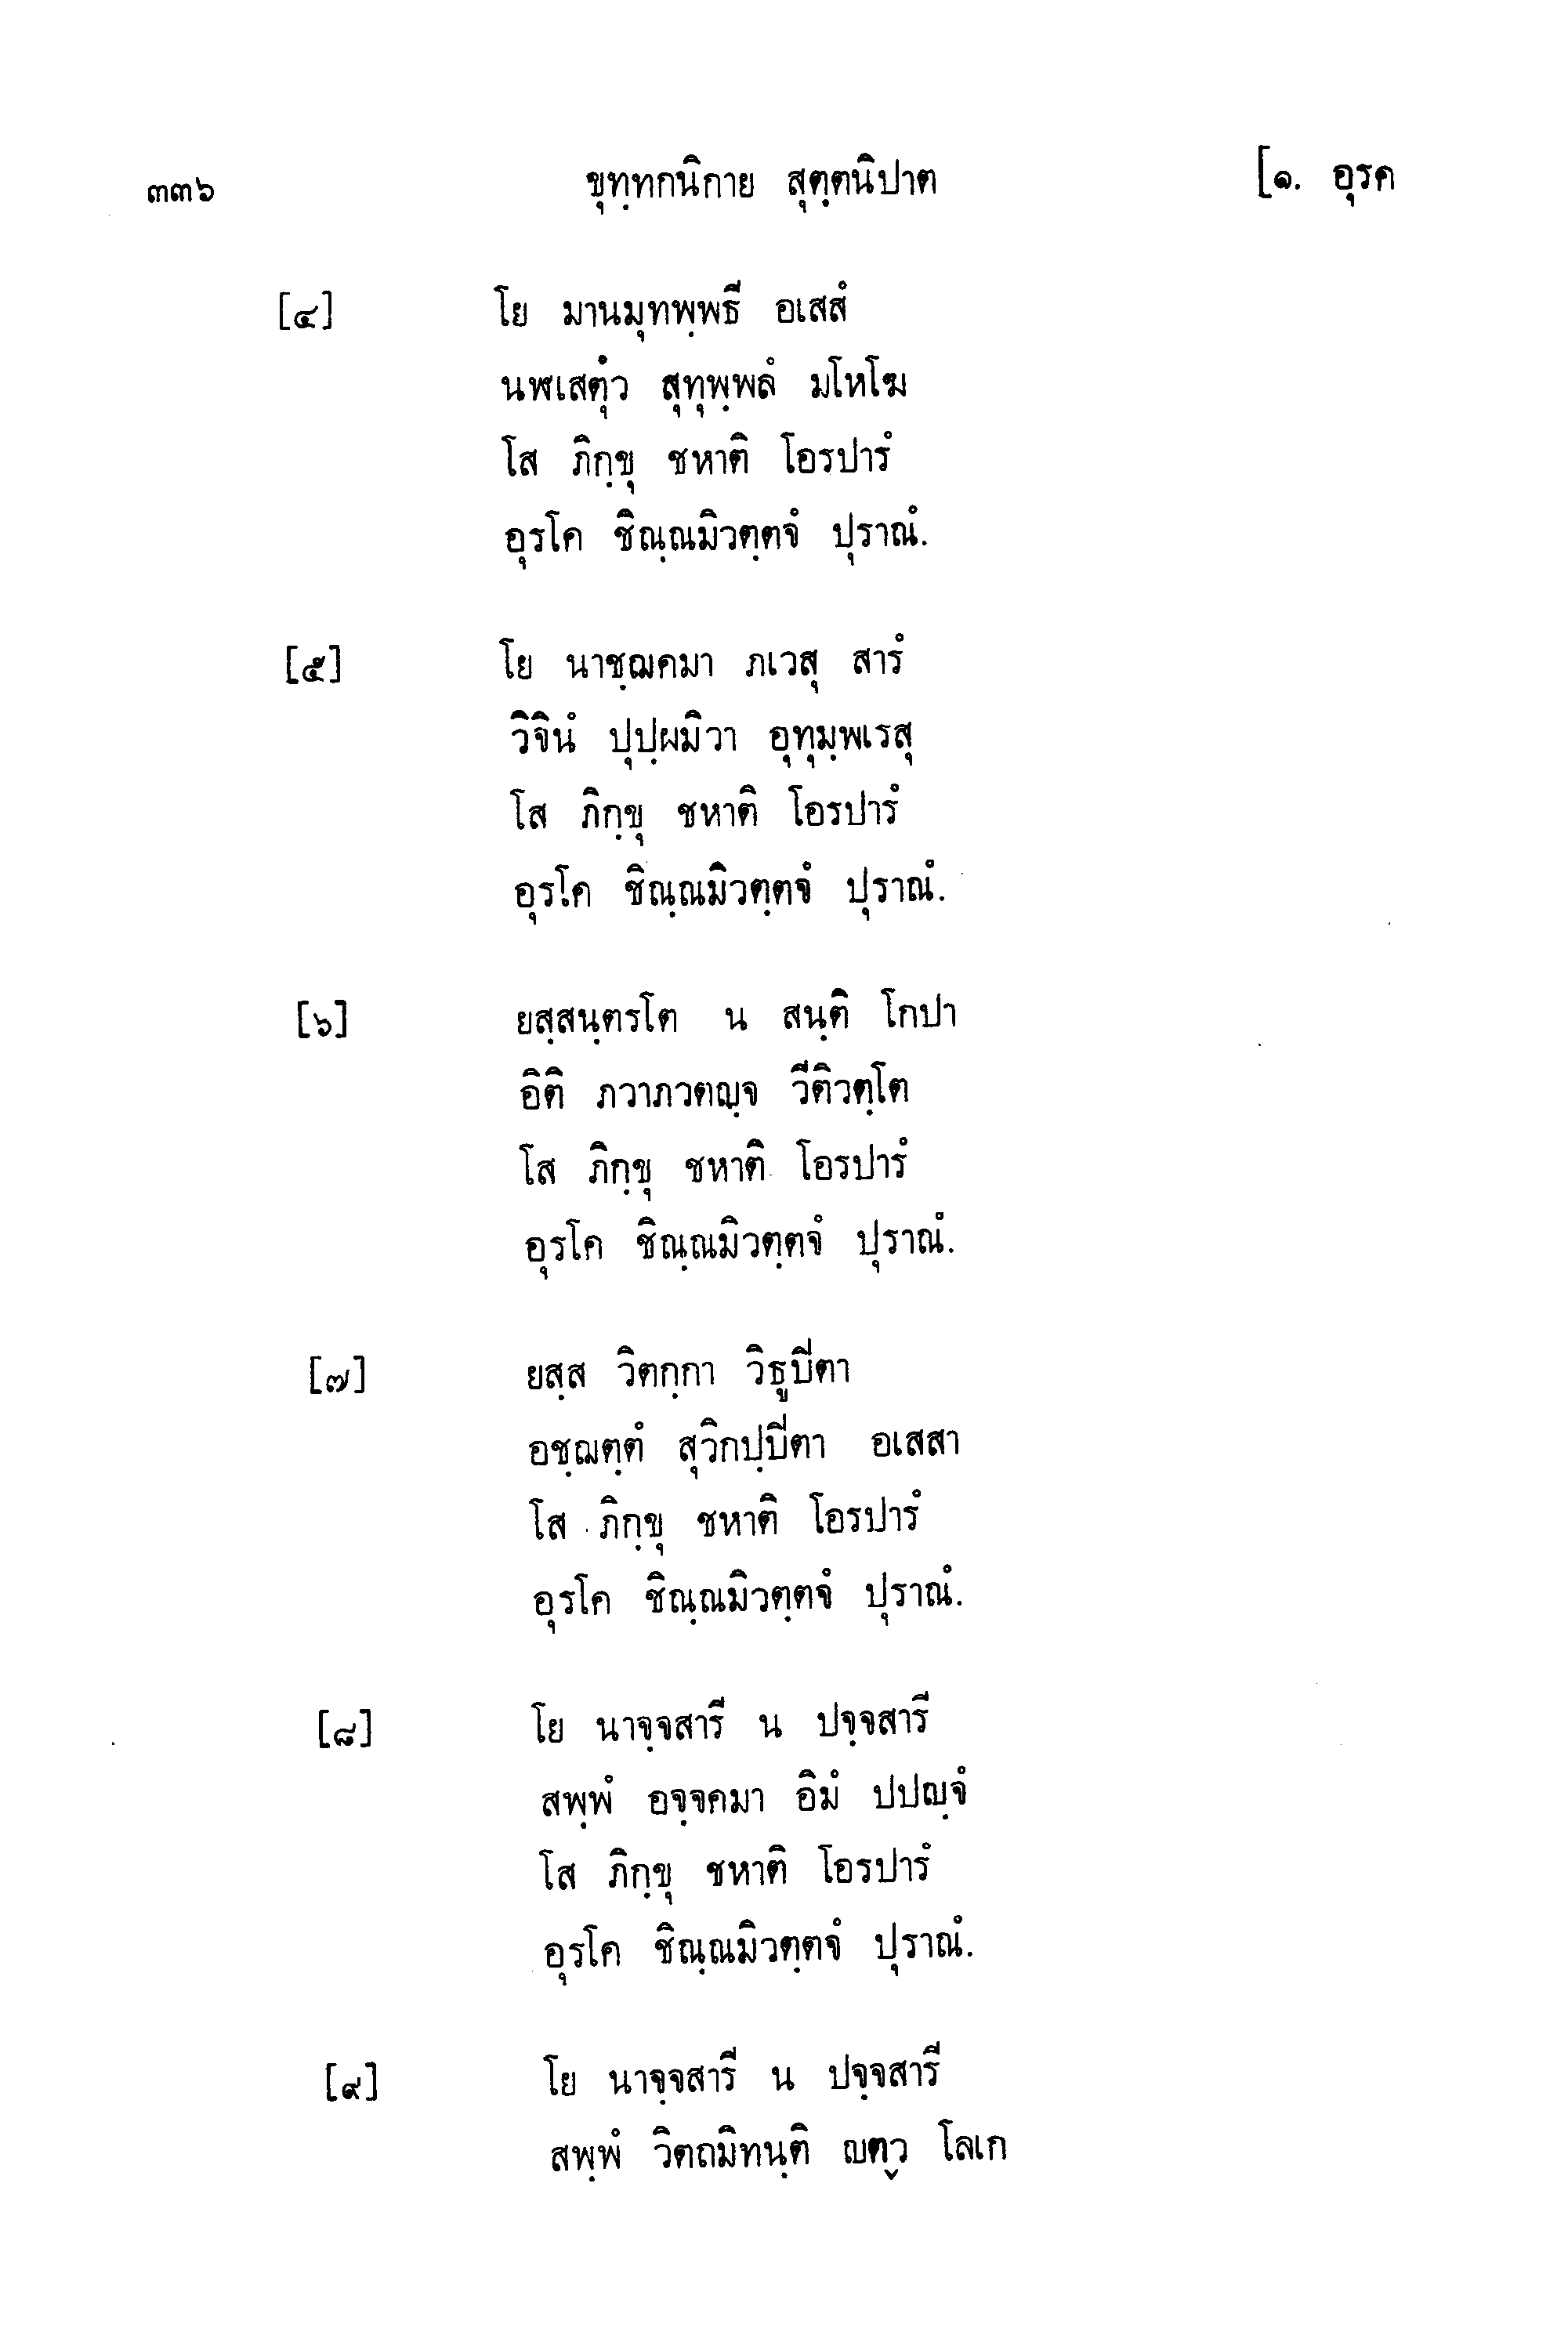 ๓๓๖ ขุทฺทกนิกาย สุตฺตนิปาต [๑. อุรค
[๔] โย มานมุทพฺพธี อเสสํ
นฬเสตุํว สุทุพฺพลํ มโหโฆ
โส ภิกฺขุ ชหาติ โอรปารํ
อุรโค ชิณฺณมิวตฺตจํ ปุราณํ.
[๕] โย นาชฺฌคมา ภเวสุ สารํ
วิจินํ ปุปฺผมิวา อุทุมฺพเรสุ
โส ภิกฺขุ ชหาติ โอรปารํ
อุรโค ชิณฺณมิวตฺตจํ ปุราณํ.
[๖] ยสฺสนฺตรโต น สนฺติ โกปา
อิติ ภวาภวตญฺจ วีติวตฺโต
โส ภิกฺขุ ชหาติ โอรปารํ
อุรโค ชิณฺณมิวตฺตจํ ปุราณํ.
[๗] ยสฺส วิตกฺกา วิธูปิตา
อชฺฌตฺตํ สุวิกปฺปิตา อเสสา
โส ภิกฺขุ ชหาติ โอรปารํ
อุรโค ชิณฺณมิวตฺตจํ ปุราณํ.
[๘] โย นาจฺจสารี น ปจฺจสารี
สพฺพํ อจฺจคมา อิมํ ปปญฺจํ
โส ภิกฺขุ ชหาติ โอรปารํ
อุรโค ชิณฺณมิวตฺตจํ ปุราณํ.
[๙] โย นาจฺจสารี น ปจฺจสารี
สพฺพํ วิตถมิทนฺติ ญตฺว โลเก